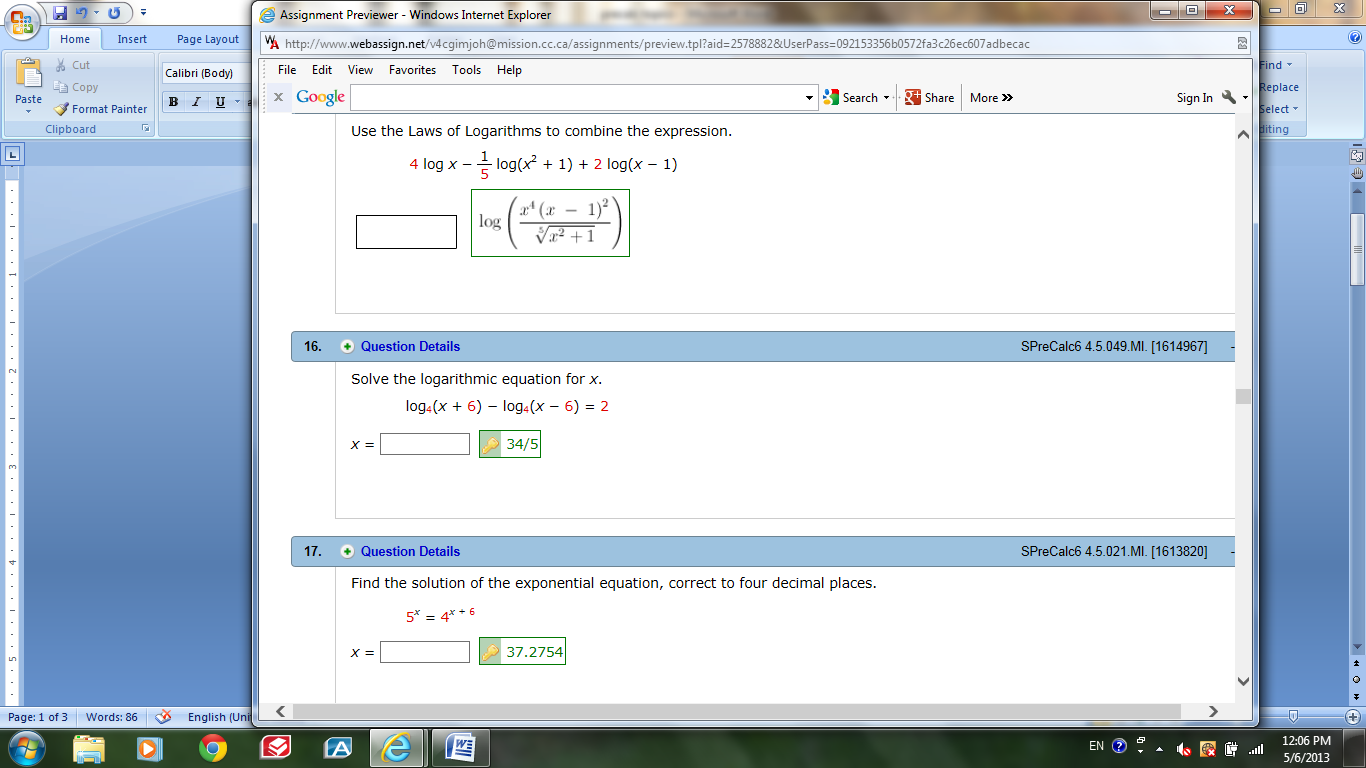 Assignment Previewer - Windows Internet Explorer
Home Insert Page Layout
http://www.webassign.net/v4cgimjoh@mission.cc.ca/assignments/preview.tpl?aid=2578882&UserPass=092153356b0572fa3c26ec607adbecac
Cut
Copy
Paste
Format Painter
Clipboard
Calibri (Body)
B I U
File Edit View Favorites Tools Help
x Google Search Share More » Sign In
Find
Replace
Select
diting
Use the Laws of Logarithms to combine the expression.
4 log x − 1/5 log(x² + 1) + 2 log(x − 1)
log (x⁴ (x − 1)² / ⁵√x² + 1)
16. Question Details SPreCalc6 4.5.049.MI. [1614967] -
Solve the logarithmic equation for x.
log₄(x + 6) − log₄(x − 6) = 2
x = 34/5
17. Question Details SPreCalc6 4.5.021.MI. [1613820] -
Find the solution of the exponential equation, correct to four decimal places.
5ˣ = 4ˣ ⁺ ⁶
x = 37.2754
1
2
3
4
5
Page: 1 of 3 Words: 86 English (Uni
EN 12:06 PM
5/6/2013